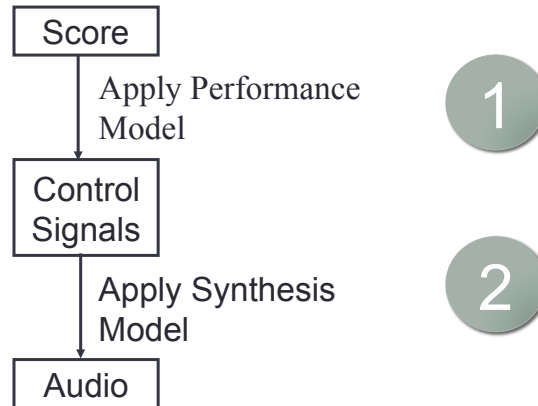 Score
Apply Performance
Model
1
Control
Signals
Apply Synthesis
Model
2
Audio